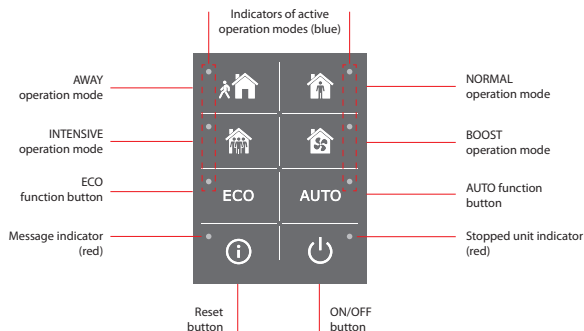 Indicators of active
operation modes (blue)
AWAY
operation mode
NORMAL
operation mode
INTENSIVE
operation mode
BOOST
operation mode
ECO
function button
ECO
AUTO
AUTO function
button
Message indicator
(red)
Stopped unit indicator
(red)
Reset
button
ON/OFF
button